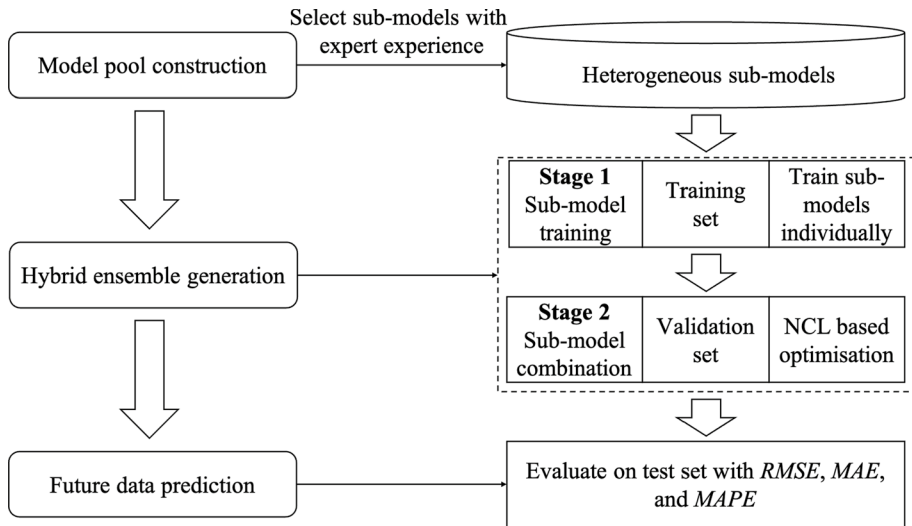 Select sub-models with
expert experience
Model pool construction
Heterogeneous sub-models
Stage 1
Sub-model
training
Training
set
Train sub-
models
individually
Hybrid ensemble generation
Stage 2
Sub-model
combination
Validation
set
NCL based
optimisation
Future data prediction
Evaluate on test set with RMSE, MAE,
and MAPE